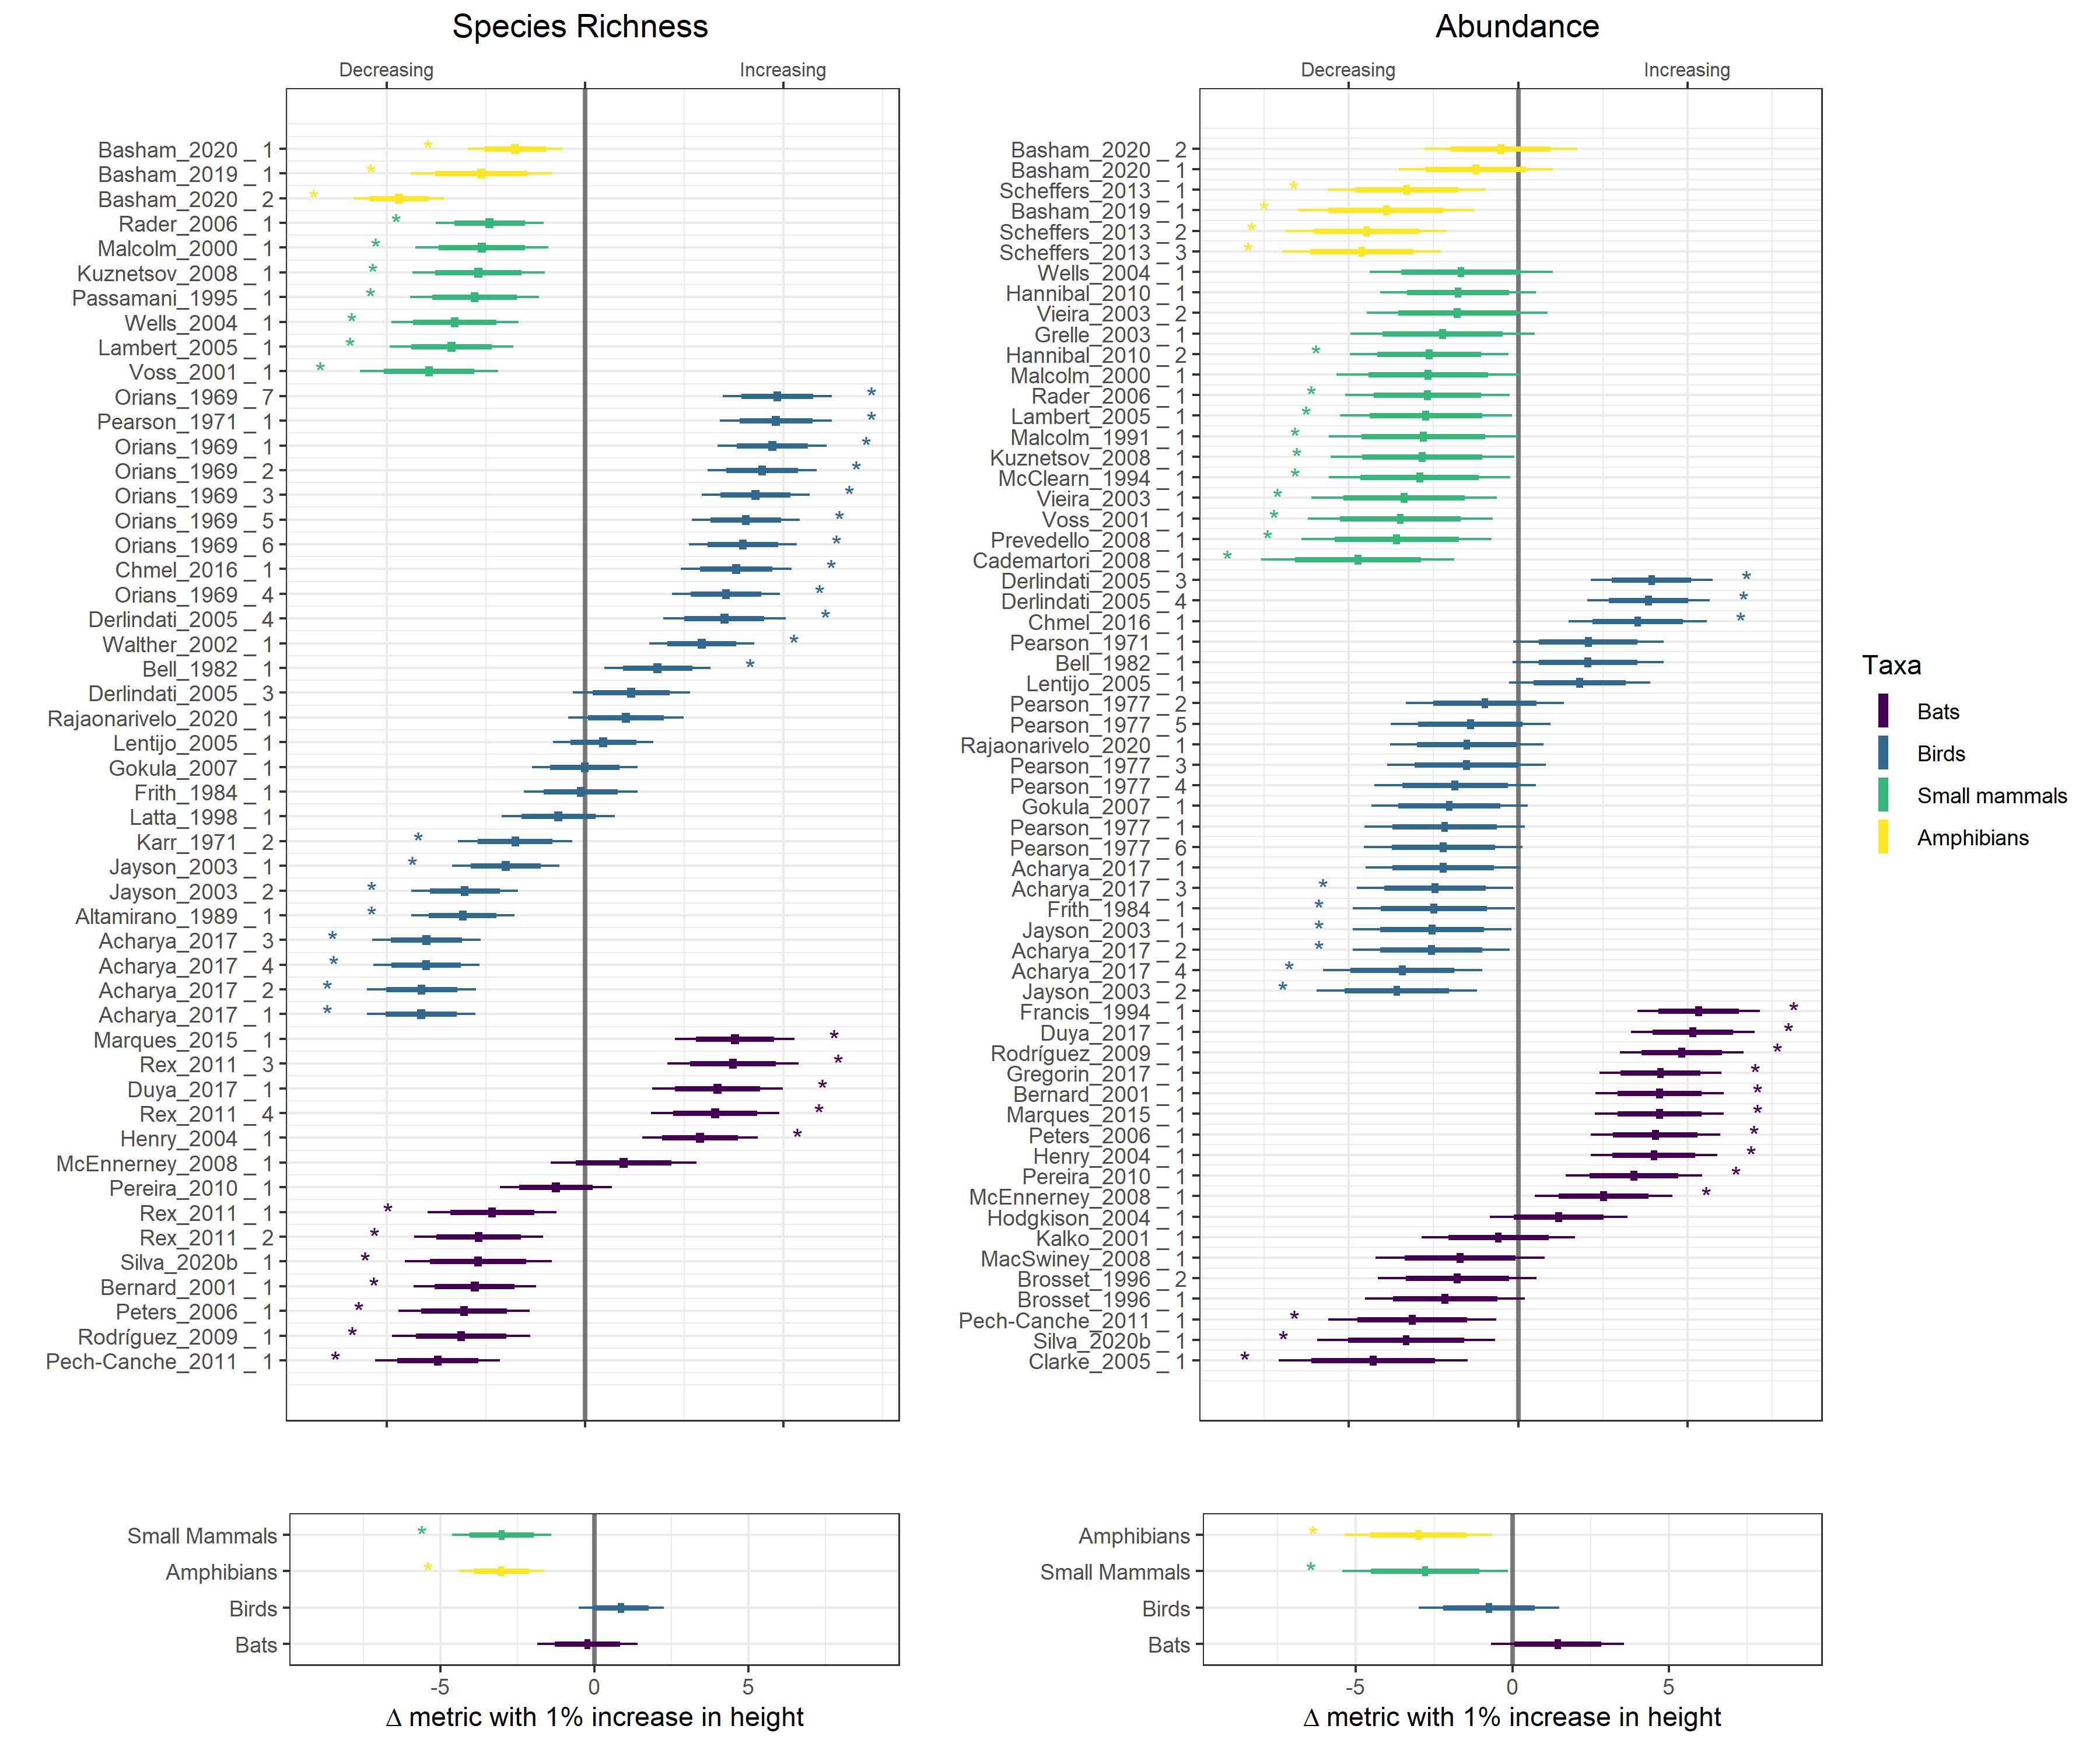 Species Richness
Decreasing Increasing
Basham_2020 _ 1 *
Basham_2019 _ 1 *
Basham_2020 _ 2 *
Rader_2006 _ 1 *
Malcolm_2000 _ 1 *
Kuznetsov_2008 _ 1 *
Passamani_1995 _ 1 *
Wells_2004 _ 1 *
Lambert_2005 _ 1 *
Voss_2001 _ 1 *
Orians_1969 _ 7 *
Pearson_1971 _ 1 *
Orians_1969 _ 1 *
Orians_1969 _ 2 *
Orians_1969 _ 3 *
Orians_1969 _ 5 *
Orians_1969 _ 6 *
Chmel_2016 _ 1 *
Orians_1969 _ 4 *
Derlindati_2005 _ 4 *
Walther_2002 _ 1 *
Bell_1982 _ 1 *
Derlindati_2005 _ 3
Rajaonarivelo_2020 _ 1
Lentijo_2005 _ 1
Gokula_2007 _ 1
Frith_1984 _ 1
Latta_1998 _ 1
Karr_1971 _ 2 *
Jayson_2003 _ 1 *
Jayson_2003 _ 2 *
Altamirano_1989 _ 1 *
Acharya_2017 _ 3 *
Acharya_2017 _ 4 *
Acharya_2017 _ 2 *
Acharya_2017 _ 1 *
Marques_2015 _ 1 *
Rex_2011 _ 3 *
Duya_2017 _ 1 *
Rex_2011 _ 4 *
Henry_2004 _ 1 *
McEnnerney_2008 _ 1
Pereira_2010 _ 1
Rex_2011 _ 1 *
Rex_2011 _ 2 *
Silva_2020b _ 1 *
Bernard_2001 _ 1 *
Peters_2006 _ 1 *
Rodríguez_2009 _ 1 *
Pech-Canche_2011 _ 1 *
Small Mammals *
Amphibians *
Birds
Bats
-5 0 5
Δ metric with 1% increase in height
Abundance
Decreasing Increasing
Basham_2020 _ 2
Basham_2020 _ 1
Scheffers_2013 _ 1 *
Basham_2019 _ 1 *
Scheffers_2013 _ 2 *
Scheffers_2013 _ 3 *
Wells_2004 _ 1
Hannibal_2010 _ 1
Vieira_2003 _ 2
Grelle_2003 _ 1
Hannibal_2010 _ 2 *
Malcolm_2000 _ 1
Rader_2006 _ 1 *
Lambert_2005 _ 1 *
Malcolm_1991 _ 1 *
Kuznetsov_2008 _ 1 *
McClearn_1994 _ 1 *
Vieira_2003 _ 1 *
Voss_2001 _ 1 *
Prevedello_2008 _ 1 *
Cademartori_2008 _ 1 *
Derlindati_2005 _ 3 *
Derlindati_2005 _ 4 *
Chmel_2016 _ 1 *
Pearson_1971 _ 1
Bell_1982 _ 1
Lentijo_2005 _ 1
Pearson_1977 _ 2
Pearson_1977 _ 5
Rajaonarivelo_2020 _ 1
Pearson_1977 _ 3
Pearson_1977 _ 4
Gokula_2007 _ 1
Pearson_1977 _ 1
Pearson_1977 _ 6
Acharya_2017 _ 1
Acharya_2017 _ 3 *
Frith_1984 _ 1 *
Jayson_2003 _ 1 *
Acharya_2017 _ 2 *
Acharya_2017 _ 4 *
Jayson_2003 _ 2 *
Francis_1994 _ 1 *
Duya_2017 _ 1 *
Rodríguez_2009 _ 1 *
Gregorin_2017 _ 1 *
Bernard_2001 _ 1 *
Marques_2015 _ 1 *
Peters_2006 _ 1 *
Henry_2004 _ 1 *
Pereira_2010 _ 1 *
McEnnerney_2008 _ 1 *
Hodgkison_2004 _ 1
Kalko_2001 _ 1
MacSwiney_2008 _ 1
Brosset_1996 _ 2
Brosset_1996 _ 1
Pech-Canche_2011 _ 1 *
Silva_2020b _ 1 *
Clarke_2005 _ 1 *
Amphibians *
Small Mammals *
Birds
Bats
-5 0 5
Δ metric with 1% increase in height
Taxa
Bats
Birds
Small mammals
Amphibians